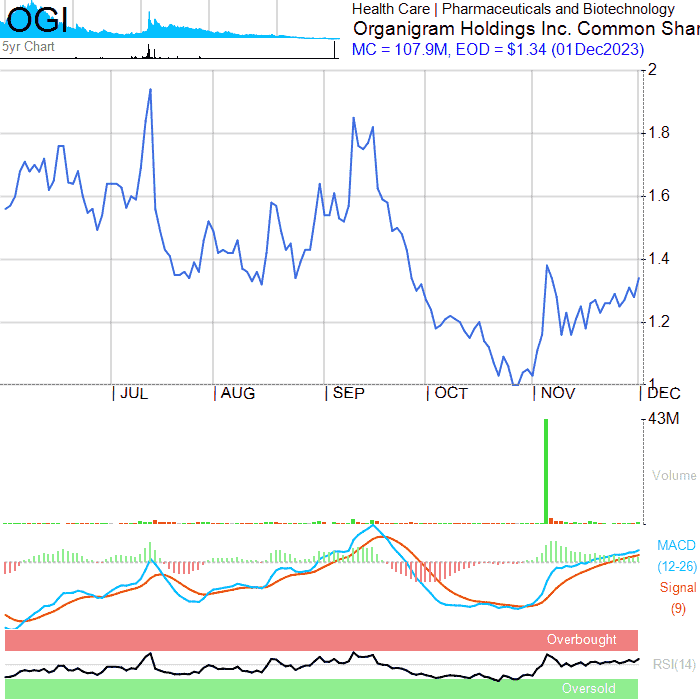 OGI
5yr Chart
Health Care | Pharmaceuticals and Biotechnology
Organigram Holdings Inc. Common Shar
MC = 107.9M, EOD = $1.34 (01Dec2023)
2
1.8
1.6
1.4
1.2
1
JUL AUG SEP OCT NOV DEC
43M
Volume
MACD
(12-26)
Signal
(9)
Overbought
RSI(14)
Oversold